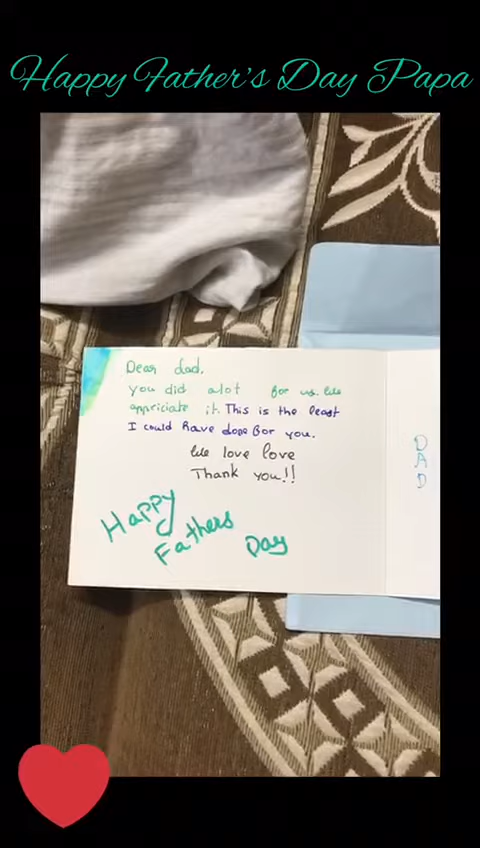 Happy Father's Day Papa
Dear dad,
you did alot for us. We
appriciate it. This is the least
I could have done for you.
We love love
Thank you!!
Happy
Fathers
Day
DAD